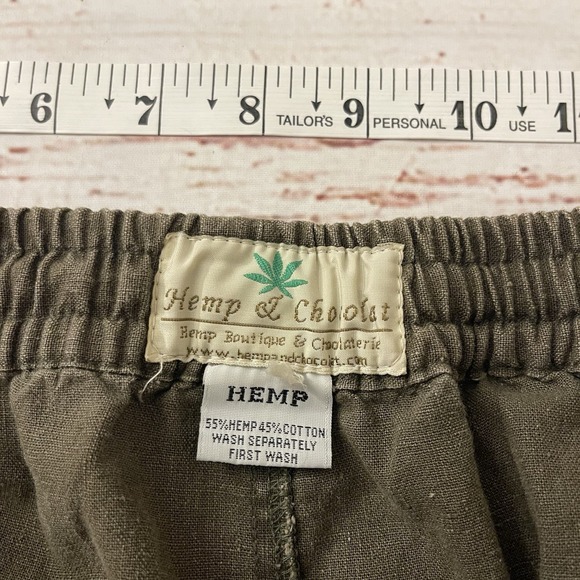 6 7 8 TAILOR'S 9 PERSONAL 10 USE 1
Hemp & Chocolat
Hemp Boutique & Chocolaterie
www.hempandchocolat.com
HEMP
55%HEMP45%COTTON
WASH SEPARATELY
FIRST WASH